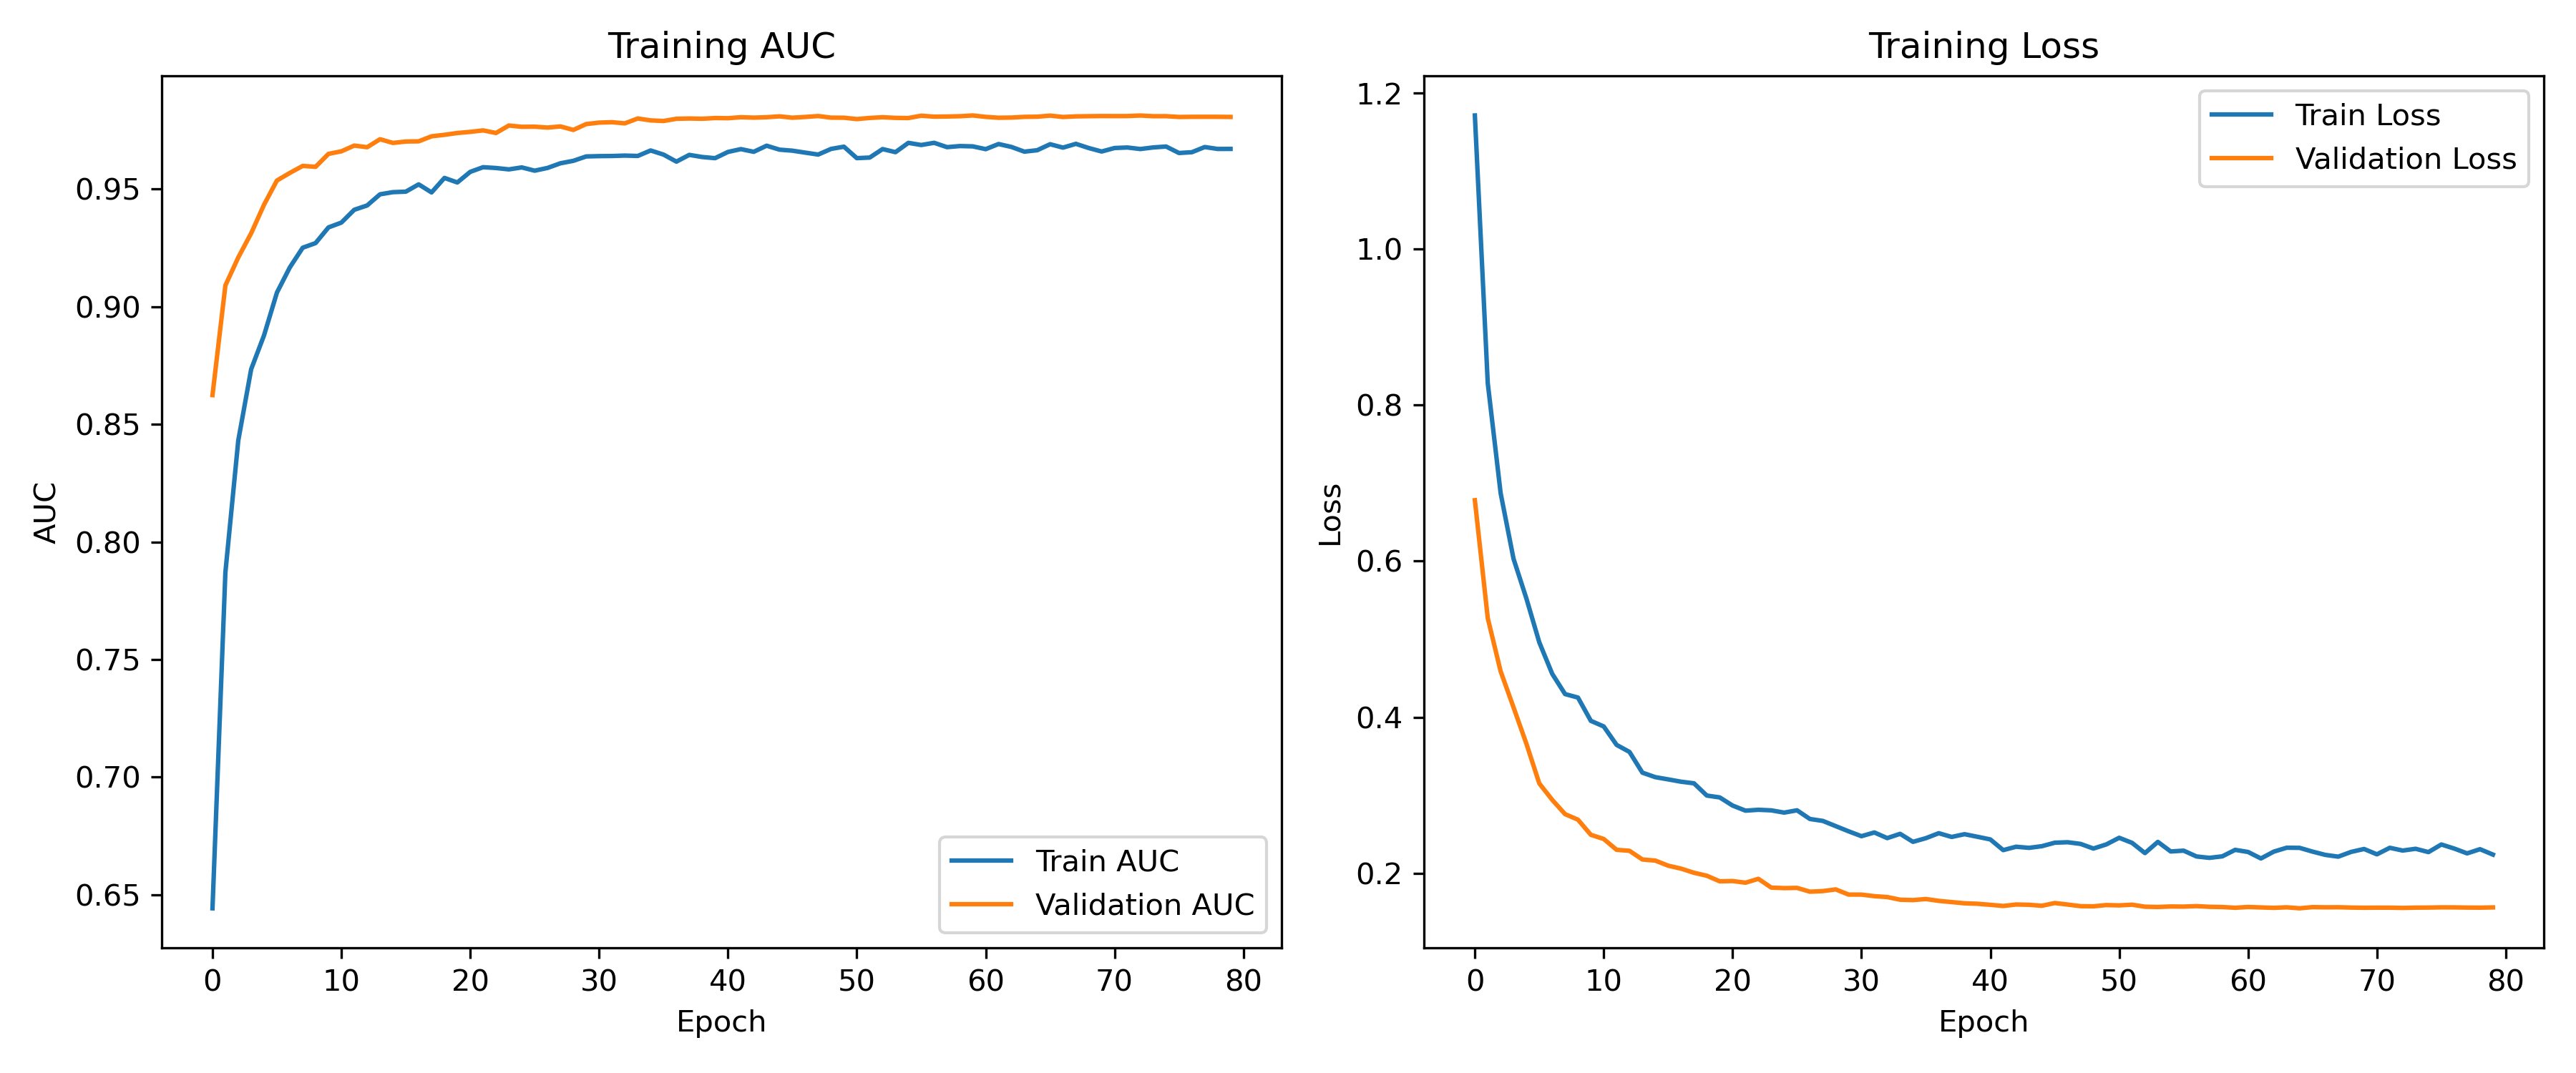 Training AUC
AUC
0.95
0.90
0.85
0.80
0.75
0.70
0.65
Train AUC
Validation AUC
0 10 20 30 40 50 60 70 80
Epoch
Training Loss
Loss
1.2
1.0
0.8
0.6
0.4
0.2
Train Loss
Validation Loss
0 10 20 30 40 50 60 70 80
Epoch